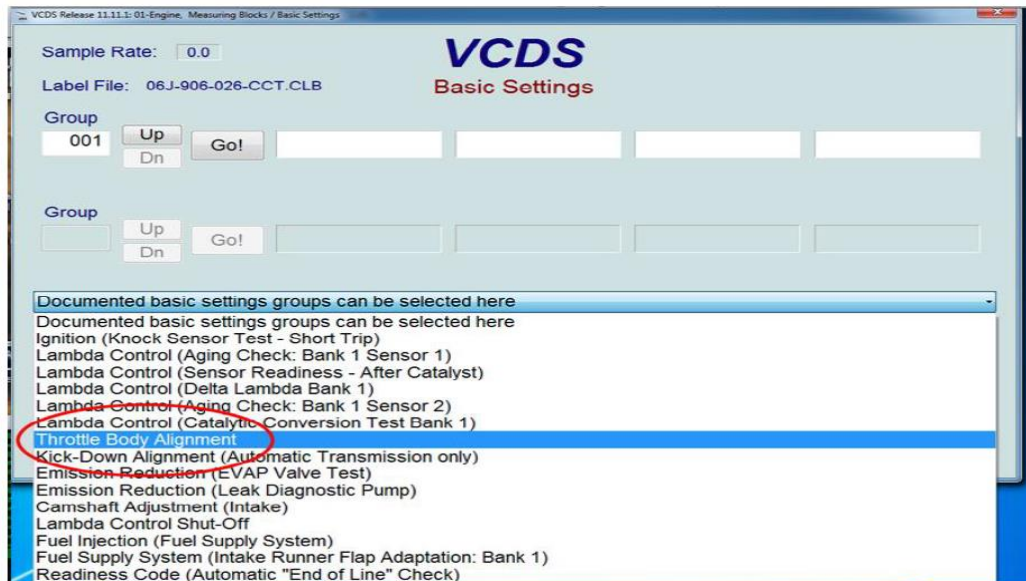 VCDS Release 11.11.1: 01-Engine, Measuring Blocks / Basic Settings
Sample Rate: 0.0
VCDS
Label File: 06J-906-026-CCT.CLB
Basic Settings
Group
001 Up Go!
Dn
Group
Up Go!
Dn
Documented basic settings groups can be selected here
Documented basic settings groups can be selected here
Ignition (Knock Sensor Test - Short Trip)
Lambda Control (Aging Check: Bank 1 Sensor 1)
Lambda Control (Sensor Readiness - After Catalyst)
Lambda Control (Delta Lambda Bank 1)
Lambda Control (Aging Check: Bank 1 Sensor 2)
Lambda Control (Catalytic Conversion Test Bank 1)
Throttle Body Alignment
Kick-Down Alignment (Automatic Transmission only)
Emission Reduction (EVAP Valve Test)
Emission Reduction (Leak Diagnostic Pump)
Camshaft Adjustment (Intake)
Lambda Control Shut-Off
Fuel Injection (Fuel Supply System)
Fuel Supply System (Intake Runner Flap Adaptation: Bank 1)
Readiness Code (Automatic "End of Line" Check)